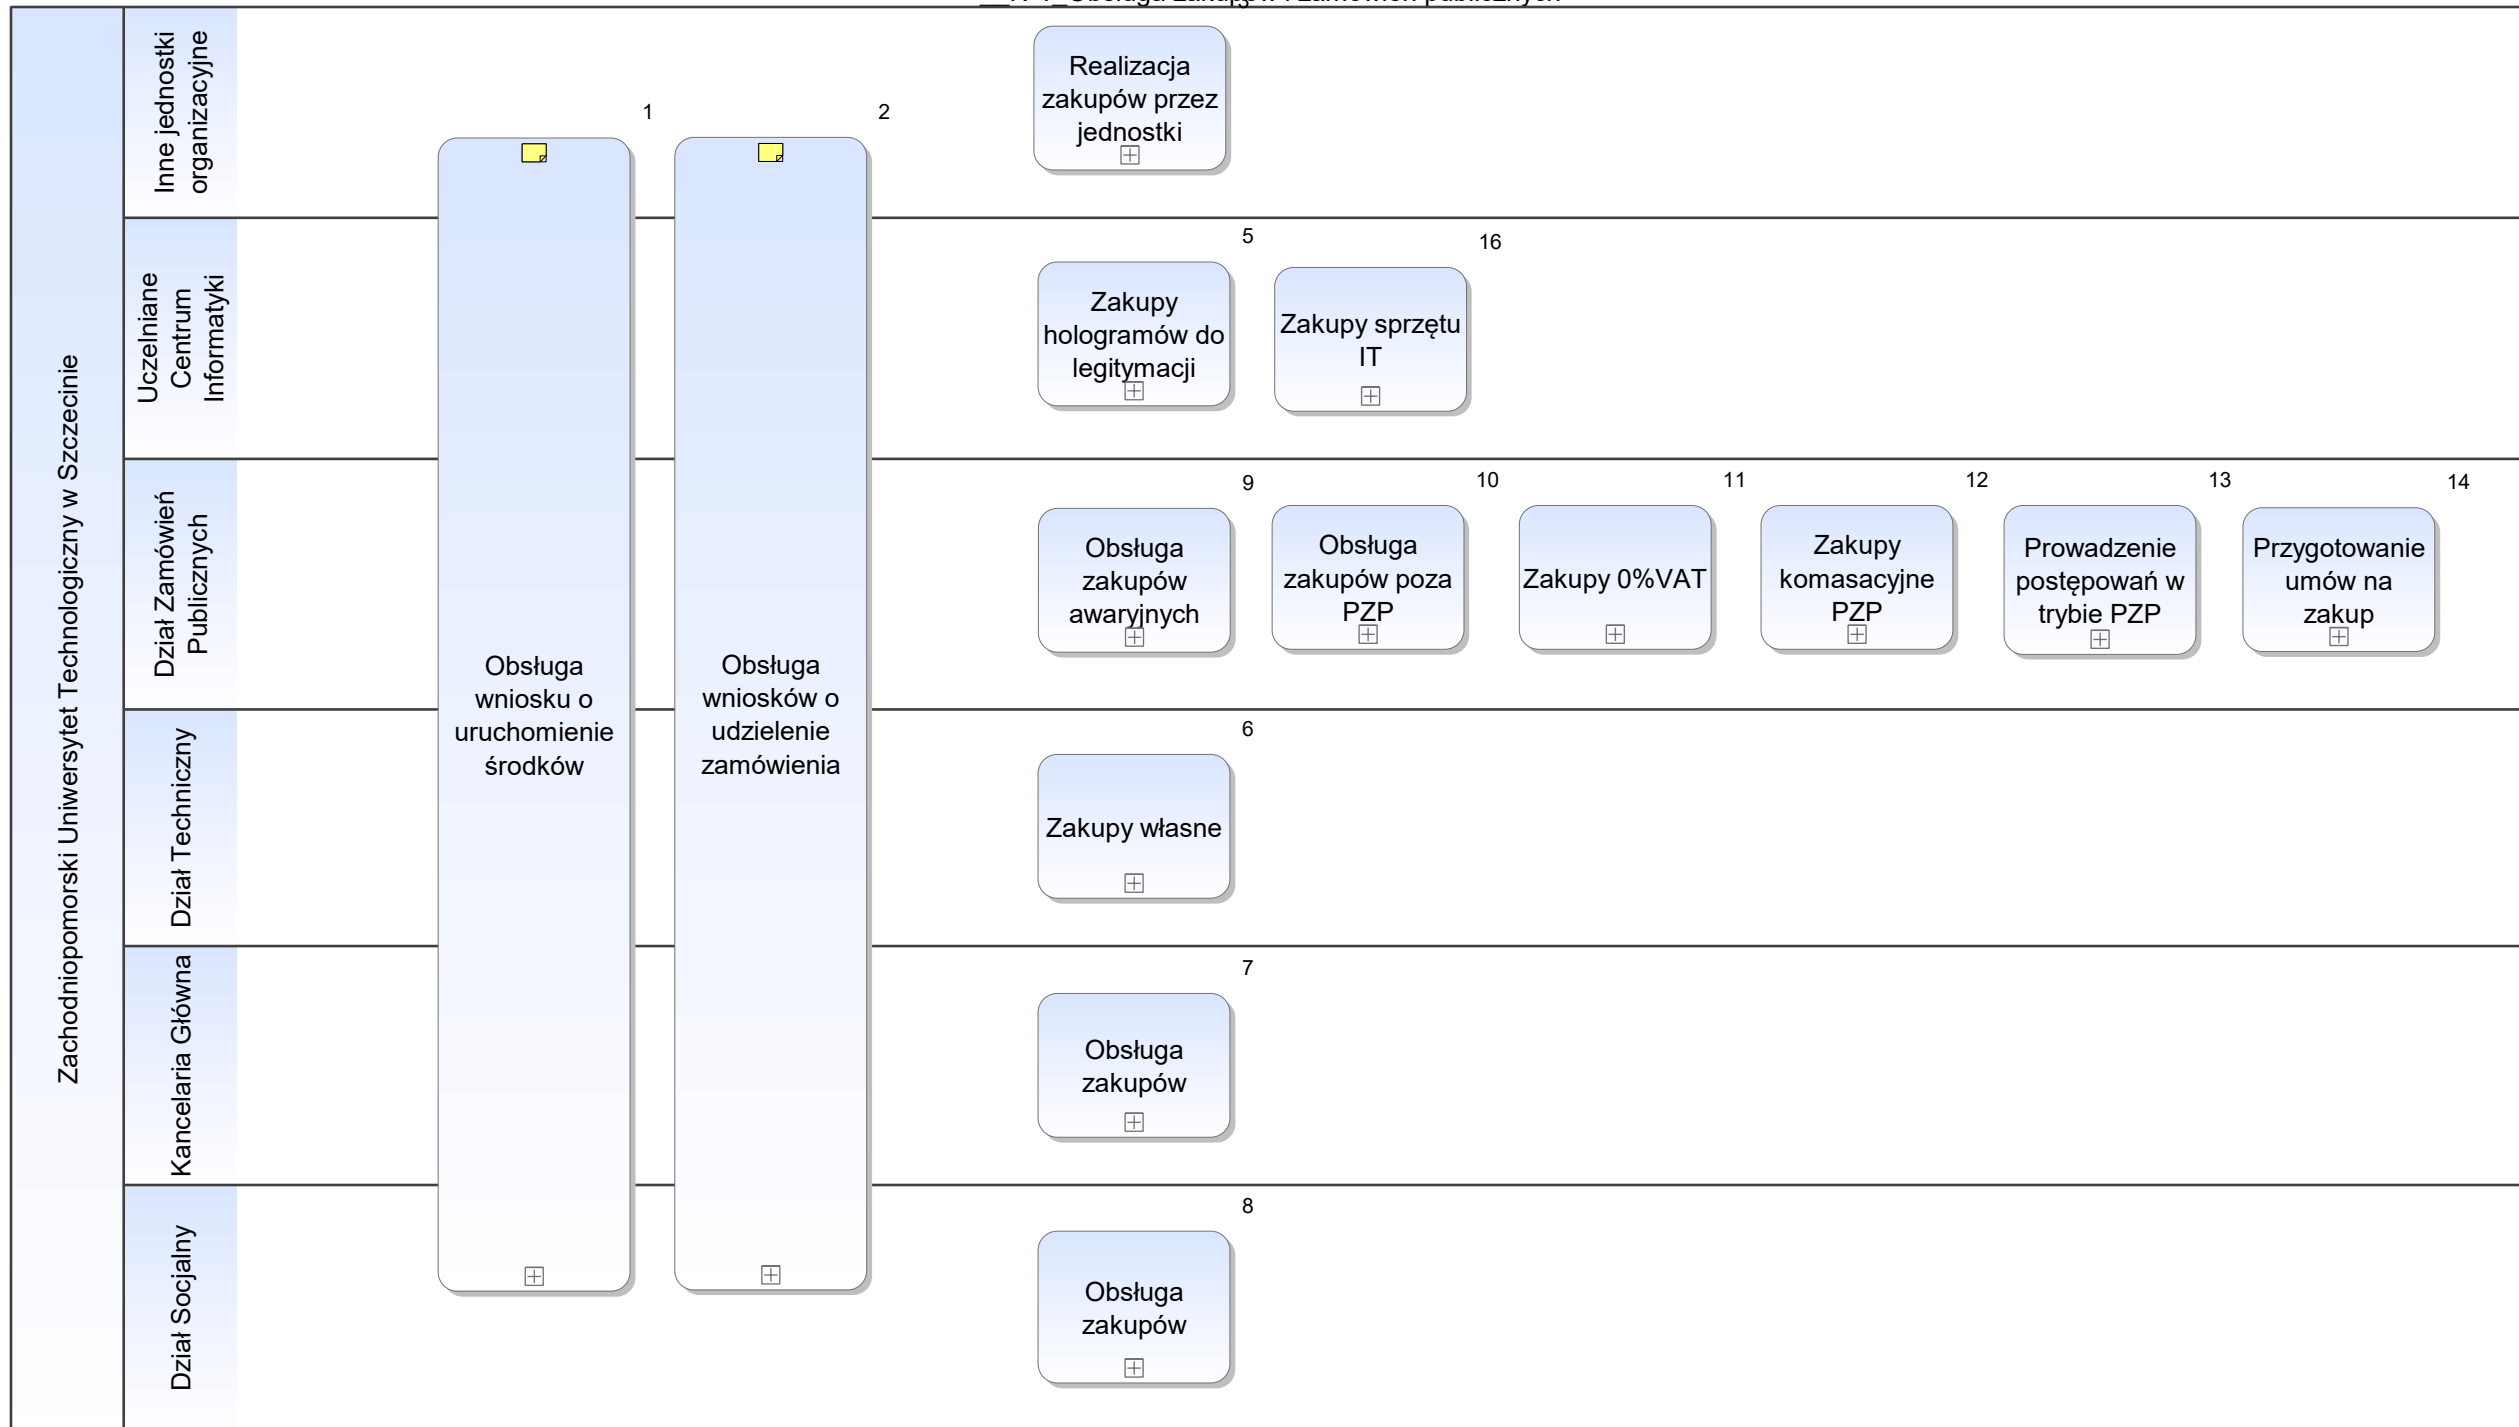 Obsługa zakupów i zamówień publicznych
Zachodniopomorski Uniwersytet Technologiczny w Szczecinie
Inne jednostki
organizacyjne
1
2
Realizacja
zakupów przez
jednostki
Uczelniane
Centrum
Informatyki
5
16
Zakupy
hologramów do
legitymacji
Zakupy sprzętu
IT
Dział Zamówień
Publicznych
9
10
11
12
13
14
Obsługa
zakupów
awaryjnych
Obsługa
zakupów poza
PZP
Zakupy 0%VAT
Zakupy
komasacyjne
PZP
Prowadzenie
postępowań w
trybie PZP
Przygotowanie
umów na
zakup
Obsługa
wniosku o
uruchomienie
środków
Obsługa
wniosków o
udzielenie
zamówienia
Dział Techniczny
6
Zakupy własne
Kancelaria Główna
7
Obsługa
zakupów
Dział Socjalny
8
Obsługa
zakupów